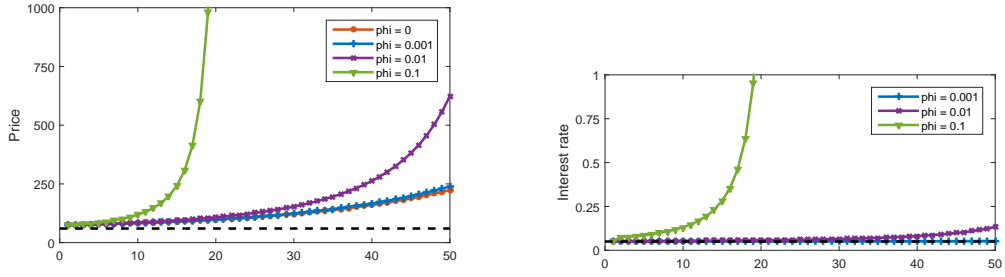 1000
750
500
250
0
Price
0 10 20 30 40 50
phi = 0
phi = 0.001
phi = 0.01
phi = 0.1
1
0.75
0.5
0.25
0
Interest rate
0 10 20 30 40 50
phi = 0.001
phi = 0.01
phi = 0.1